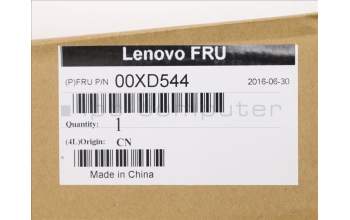 Lenovo FRU
(P)FRU P/N 00XD544 2016-06-30
Quantity: 1
(4L)Origin: CN
Made in China